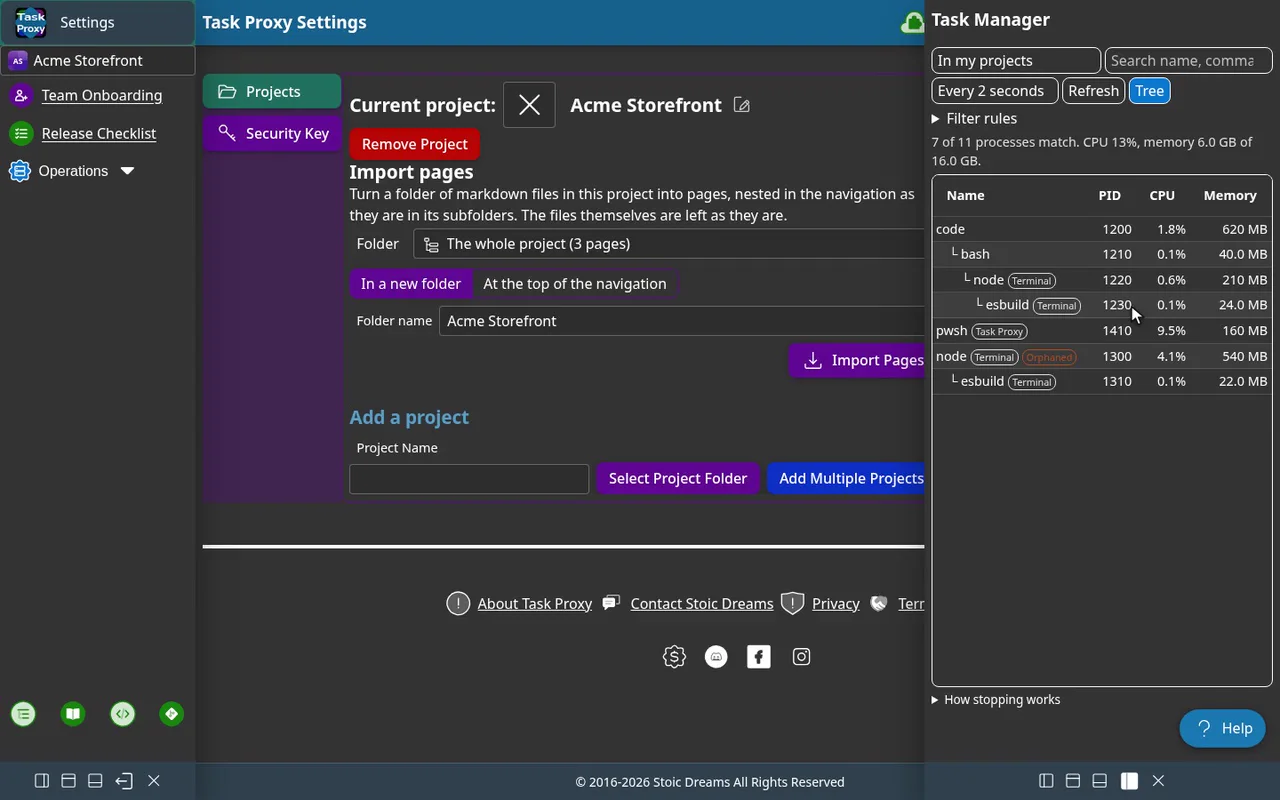 Task Proxy Settings
Acme Storefront
AS
Team Onboarding
Release Checklist
Operations
Task Proxy Settings
Projects
Security Key
Current project:
Acme Storefront
Remove Project
Import pages
Turn a folder of markdown files in this project into pages, nested in the navigation as
they are in its subfolders. The files themselves are left as they are.
Folder
The whole project (3 pages)
In a new folder
At the top of the navigation
Folder name
Acme Storefront
Import Pages
Add a project
Project Name
Select Project Folder
Add Multiple Projects
About Task Proxy
Contact Stoic Dreams
Privacy
Terr
© 2016-2026 Stoic Dreams All Rights Reserved
Task Manager
In my projects
Search name, comma
Every 2 seconds
Refresh
Tree
Filter rules
7 of 11 processes match. CPU 13%, memory 6.0 GB of
16.0 GB.
Name PID CPU Memory
code 1200 1.8% 620 MB
└ bash 1210 0.1% 40.0 MB
└ node Terminal 1220 0.6% 210 MB
└ esbuild Terminal 1230 0.1% 24.0 MB
pwsh Task Proxy 1410 9.5% 160 MB
node Terminal Orphaned 1300 4.1% 540 MB
└ esbuild Terminal 1310 0.1% 22.0 MB
How stopping works
Help